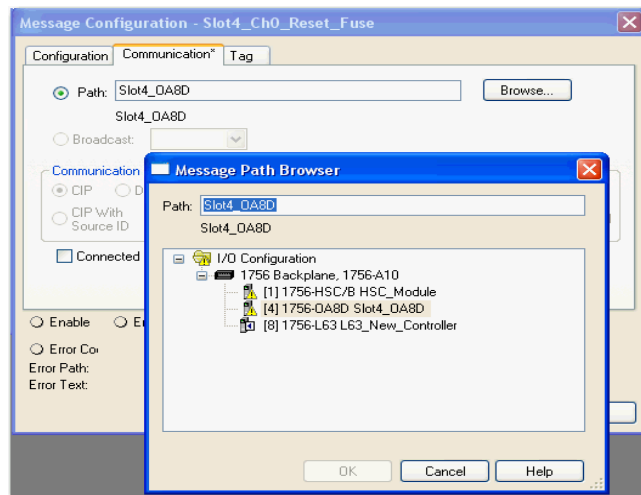 Message Configuration - Slot4_Ch0_Reset_Fuse
Configuration Communication* Tag
Path: Slot4_OA8D Browse...
Slot4_OA8D
Broadcast:
Communication
CIP D
CIP With
Source ID
Connected
Enable
Error
Error Path:
Error Text:
Message Path Browser
Path: Slot4_OA8D
Slot4_OA8D
I/O Configuration
1756 Backplane, 1756-A10
[1] 1756-HSC/B HSC_Module
[4] 1756-OA8D Slot4_OA8D
[8] 1756-L63 L63_New_Controller
OK Cancel Help